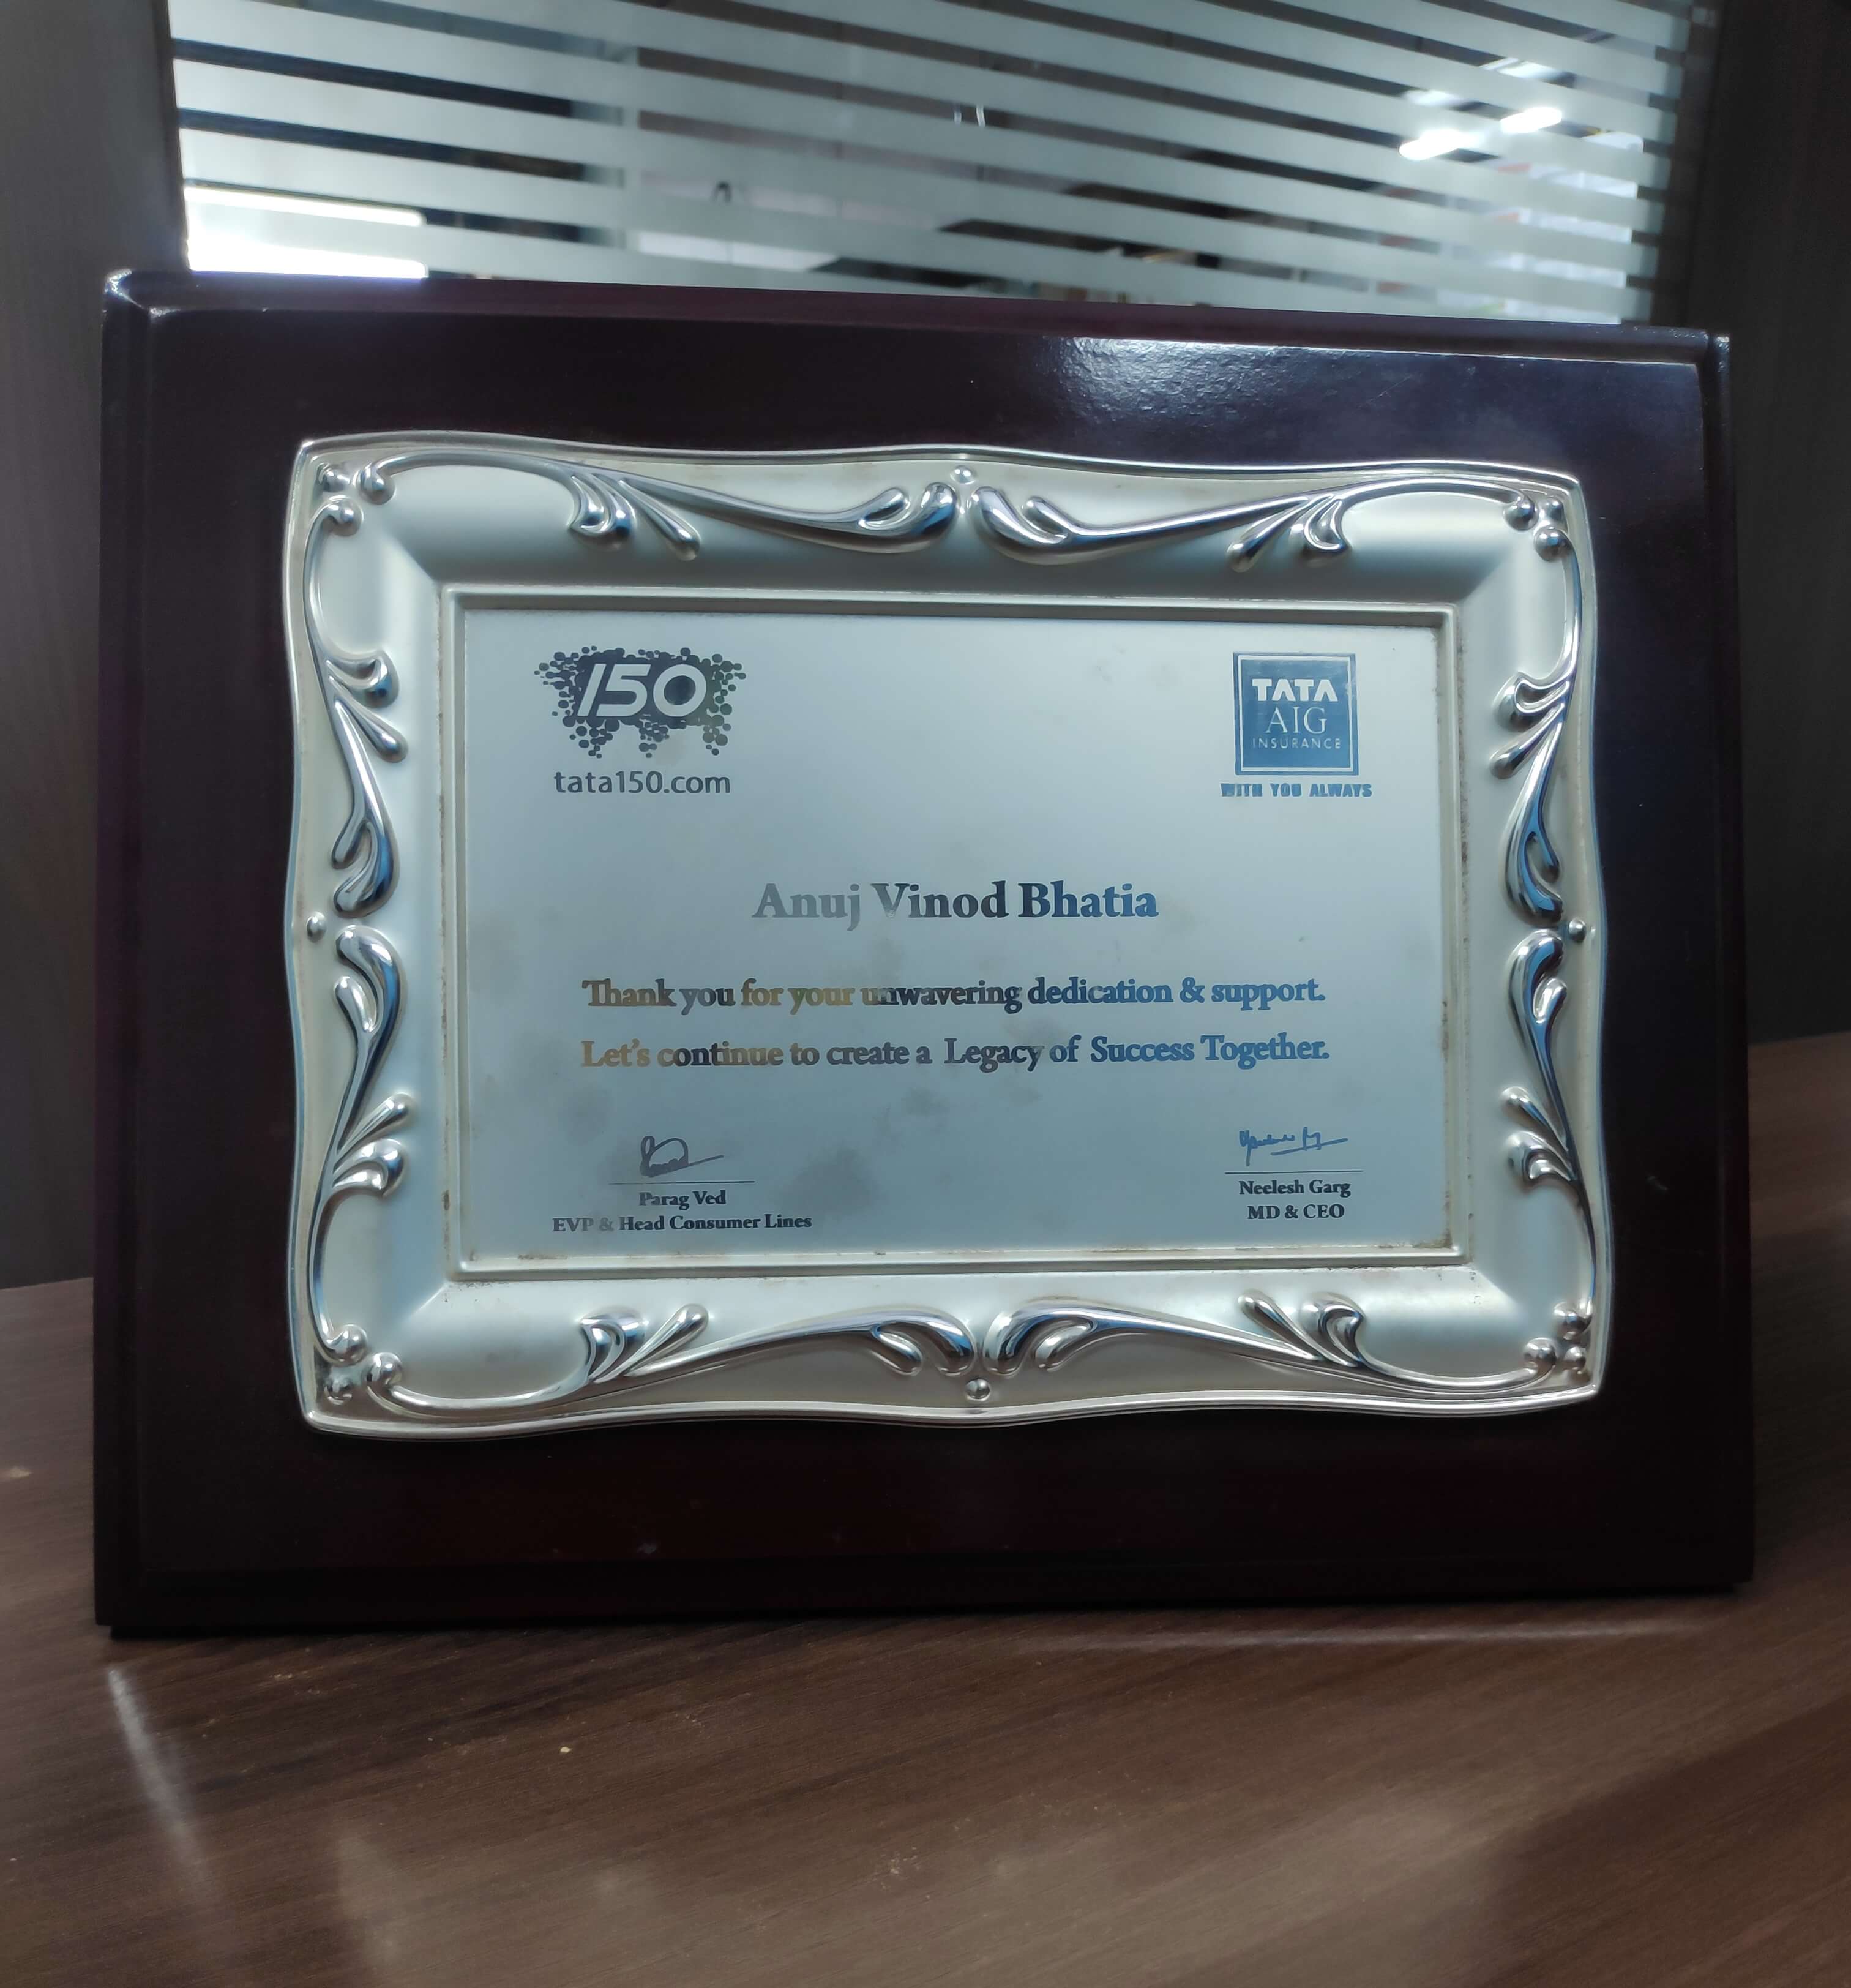 150
tata150.com
TATA
AIG
INSURANCE
WITH YOU ALWAYS
Anuj Vinod Bhatia
Thank you for your unwavering dedication & support.
Let's continue to create a Legacy of Success Together.
Parag Ved
EVP & Head Consumer Lines
Neelesh Garg
MD & CEO